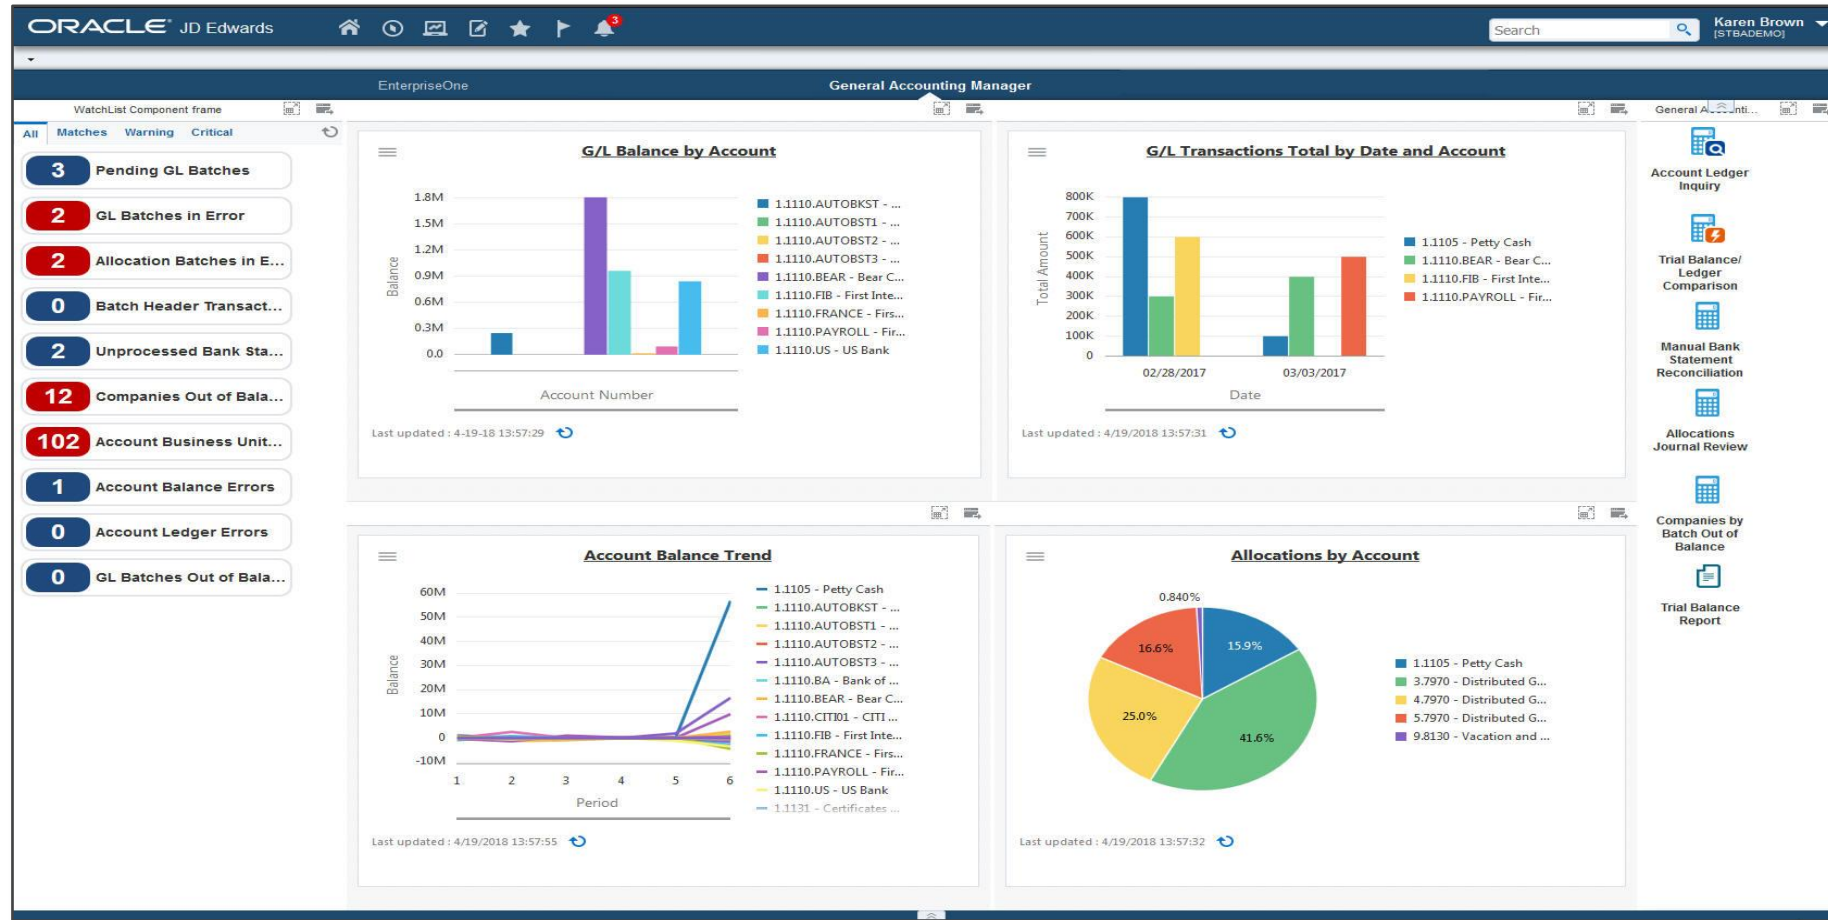 ORACLE JD Edwards
3
Search
Karen Brown
[STBADEMO]
EnterpriseOne
General Accounting Manager
WatchList Component frame
All Matches Warning Critical
3 Pending GL Batches
2 GL Batches in Error
2 Allocation Batches in E...
0 Batch Header Transact...
2 Unprocessed Bank Sta...
12 Companies Out of Bala...
102 Account Business Unit...
1 Account Balance Errors
0 Account Ledger Errors
0 GL Batches Out of Bala...
G/L Balance by Account
1.8M
1.5M
1.2M
0.9M
0.6M
0.3M
0.0
Balance
Account Number
1.1110.AUTOBKST - ...
1.1110.AUTOBST1 - ...
1.1110.AUTOBST2 - ...
1.1110.AUTOBST3 - ...
1.1110.BEAR - Bear C...
1.1110.FIB - First Inte...
1.1110.FRANCE - Firs...
1.1110.PAYROLL - Fir...
1.1110.US - US Bank
Last updated : 4-19-18 13:57:29
G/L Transactions Total by Date and Account
800K
700K
600K
500K
400K
300K
200K
100K
0
Total Amount
02/28/2017 03/03/2017
Date
1.1105 - Petty Cash
1.1110.BEAR - Bear C...
1.1110.FIB - First Inte...
1.1110.PAYROLL - Fir...
Last updated : 4/19/2018 13:57:31
Account Balance Trend
60M
50M
40M
30M
20M
10M
0
-10M
Balance
1 2 3 4 5 6
Period
1.1105 - Petty Cash
1.1110.AUTOBKST - ...
1.1110.AUTOBST1 - ...
1.1110.AUTOBST2 - ...
1.1110.AUTOBST3 - ...
1.1110.BA - Bank of ...
1.1110.BEAR - Bear C...
1.1110.CITI01 - CITI ...
1.1110.FIB - First Inte...
1.1110.FRANCE - Firs...
1.1110.PAYROLL - Fir...
1.1110.US - US Bank
1.1131 - Certificates ...
Last updated : 4/19/2018 13:57:55
Allocations by Account
0.840%
15.9%
16.6%
25.0%
41.6%
1.1105 - Petty Cash
3.7970 - Distributed G...
4.7970 - Distributed G...
5.7970 - Distributed G...
9.8130 - Vacation and ...
Last updated : 4/19/2018 13:57:32
General
Account Ledger
Inquiry
Trial Balance/
Ledger
Comparison
Manual Bank
Statement
Reconciliation
Allocations
Journal Review
Companies by
Batch Out of
Balance
Trial Balance
Report